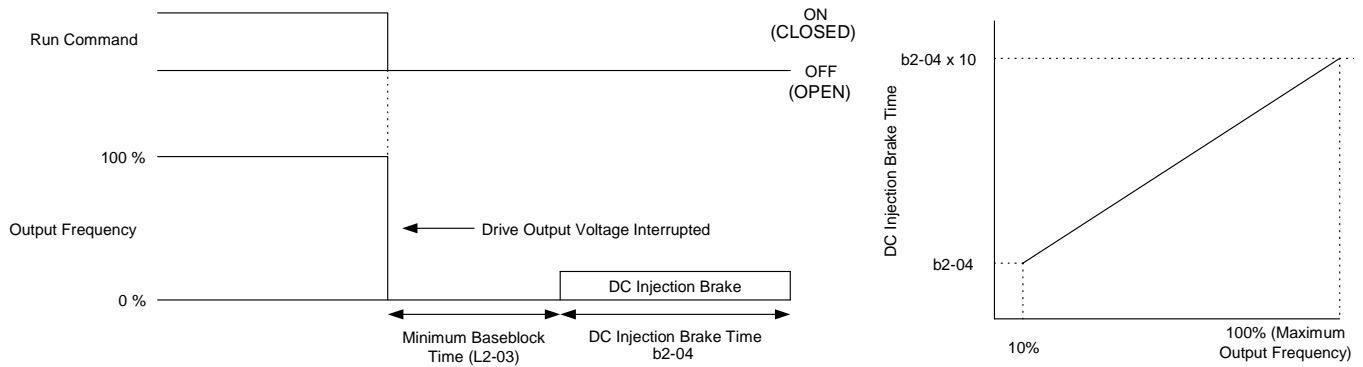 Run Command
ON
(CLOSED)
OFF
(OPEN)
100 %
Output Frequency
Drive Output Voltage Interrupted
0 %
DC Injection Brake
Minimum Baseblock
Time (L2-03)
DC Injection Brake Time
b2-04
DC Injection Brake Time
b2-04 x 10
b2-04
10%
100% (Maximum
Output Frequency)